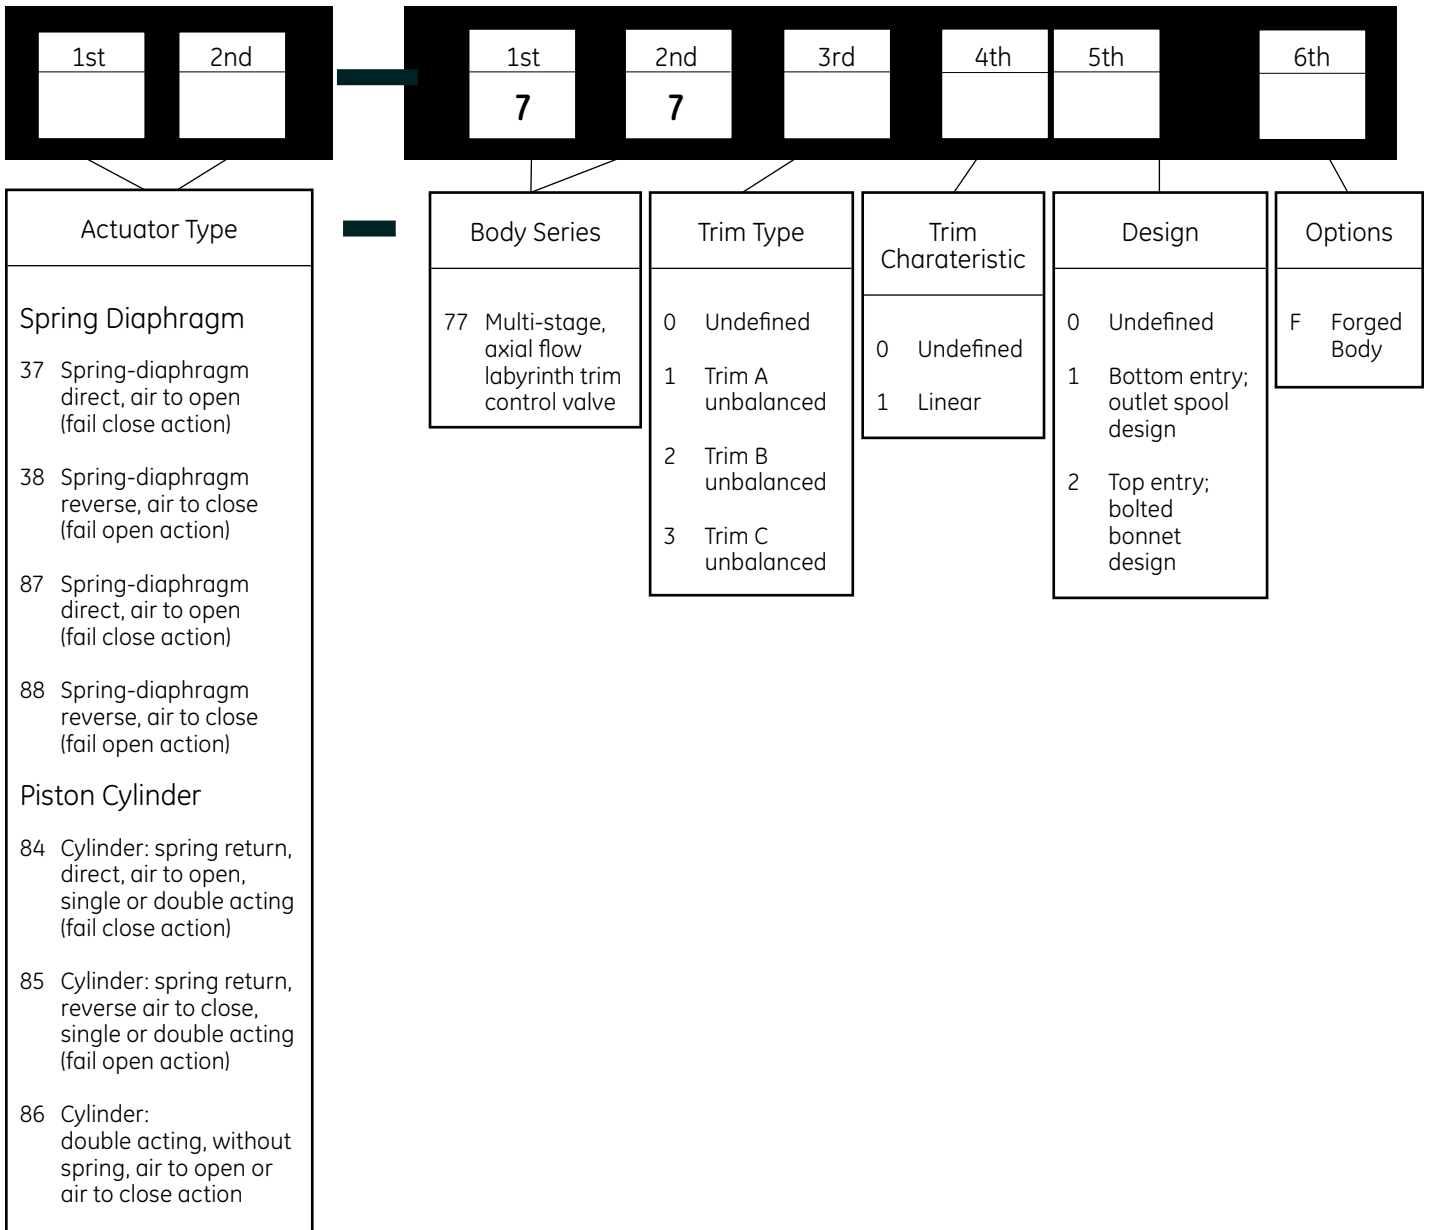 1st
2nd
1st
2nd
3rd
4th
5th
6th
7
7
Actuator Type
Spring Diaphragm
37 Spring-diaphragm
direct, air to open
(fail close action)
38 Spring-diaphragm
reverse, air to close
(fail open action)
87 Spring-diaphragm
direct, air to open
(fail close action)
88 Spring-diaphragm
reverse, air to close
(fail open action)
Piston Cylinder
84 Cylinder: spring return,
direct, air to open,
single or double acting
(fail close action)
85 Cylinder: spring return,
reverse air to close,
single or double acting
(fail open action)
86 Cylinder:
double acting, without
spring, air to open or
air to close action
Body Series
77 Multi-stage,
axial flow
labyrinth trim
control valve
Trim Type
0 Undefined
1 Trim A
unbalanced
2 Trim B
unbalanced
3 Trim C
unbalanced
Trim
Charateristic
0 Undefined
1 Linear
Design
0 Undefined
1 Bottom entry;
outlet spool
design
2 Top entry;
bolted
bonnet
design
Options
F Forged
Body